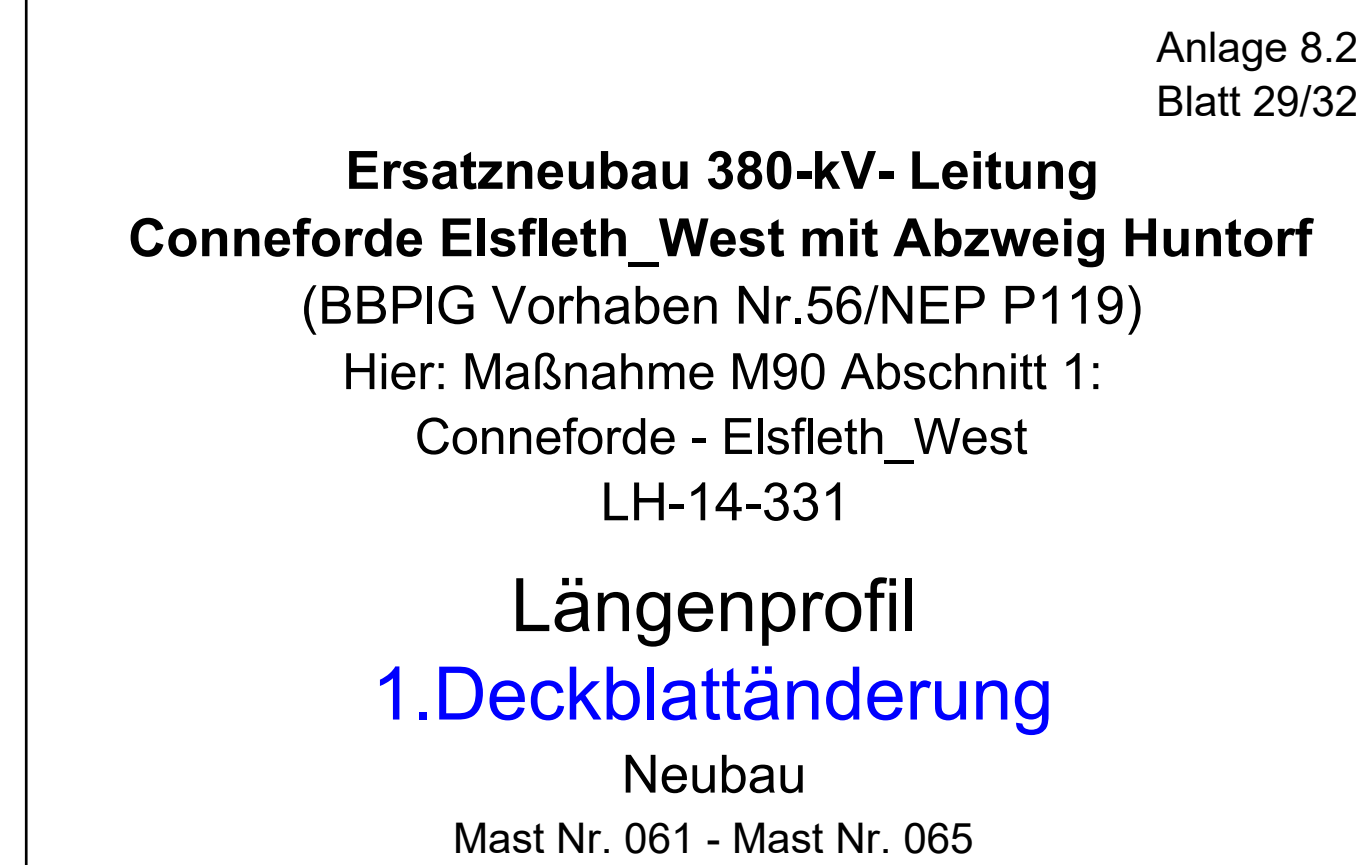 Anlage 8.2
Blatt 29/32
Ersatzneubau 380-kV- Leitung
Conneforde Elsfleth_West mit Abzweig Huntorf
(BBPlG Vorhaben Nr.56/NEP P119)
Hier: Maßnahme M90 Abschnitt 1:
Conneforde - Elsfleth_West
LH-14-331
Längenprofil
1.Deckblattänderung
Neubau
Mast Nr. 061 - Mast Nr. 065